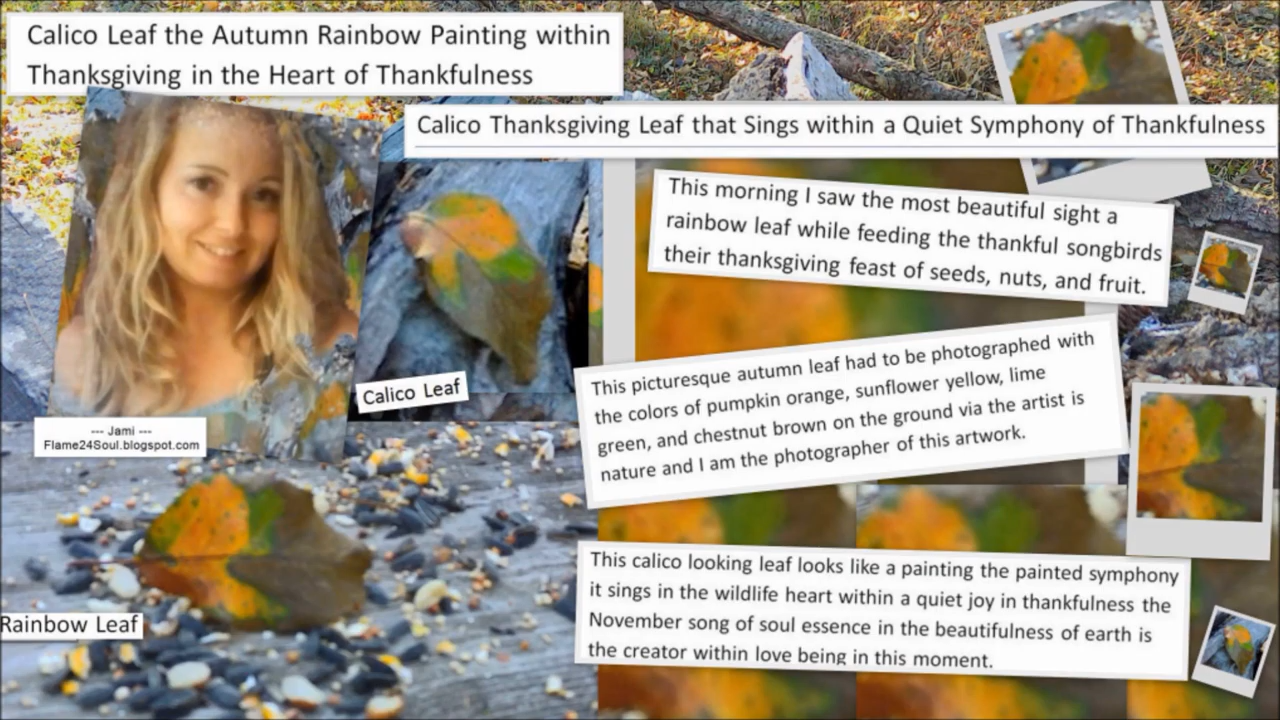 Calico Leaf the Autumn Rainbow Painting within
Thanksgiving in the Heart of Thankfulness
Calico Thanksgiving Leaf that Sings within a Quiet Symphony of Thankfulness
This morning I saw the most beautiful sight a
rainbow leaf while feeding the thankful songbirds
their thanksgiving feast of seeds, nuts, and fruit.
Calico Leaf
--- Jami ---
Flame24Soul.blogspot.com
This picturesque autumn leaf had to be photographed with
the colors of pumpkin orange, sunflower yellow, lime
green, and chestnut brown on the ground via the artist is
nature and I am the photographer of this artwork.
This calico looking leaf looks like a painting the painted symphony
it sings in the wildlife heart within a quiet joy in thankfulness the
November song of soul essence in the beautifulness of earth is
the creator within love being in this moment.
Rainbow Leaf